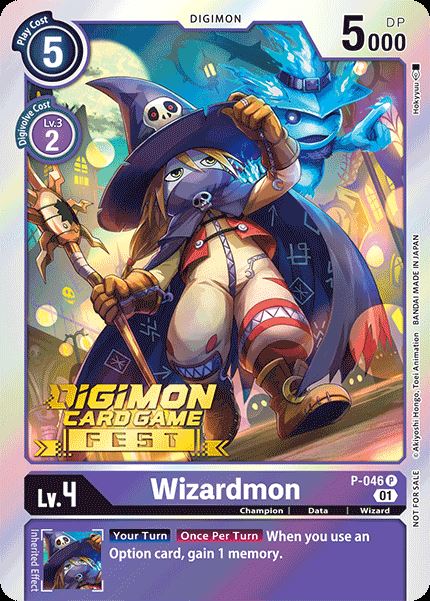 DIGIMON
Play Cost
5
DP
5000
Digivolve Cost
Lv.3
2
Hokyyuu
©Akiyoshi Hongo, Toei Animation BANDAI MADE IN JAPAN
NOT FOR SALE
DIGIMON
CARD GAME
FEST
Lv.4
Wizardmon
P-046 P
01
Champion | Data | Wizard
Inherited Effect
Your Turn Once Per Turn When you use an
Option card, gain 1 memory.